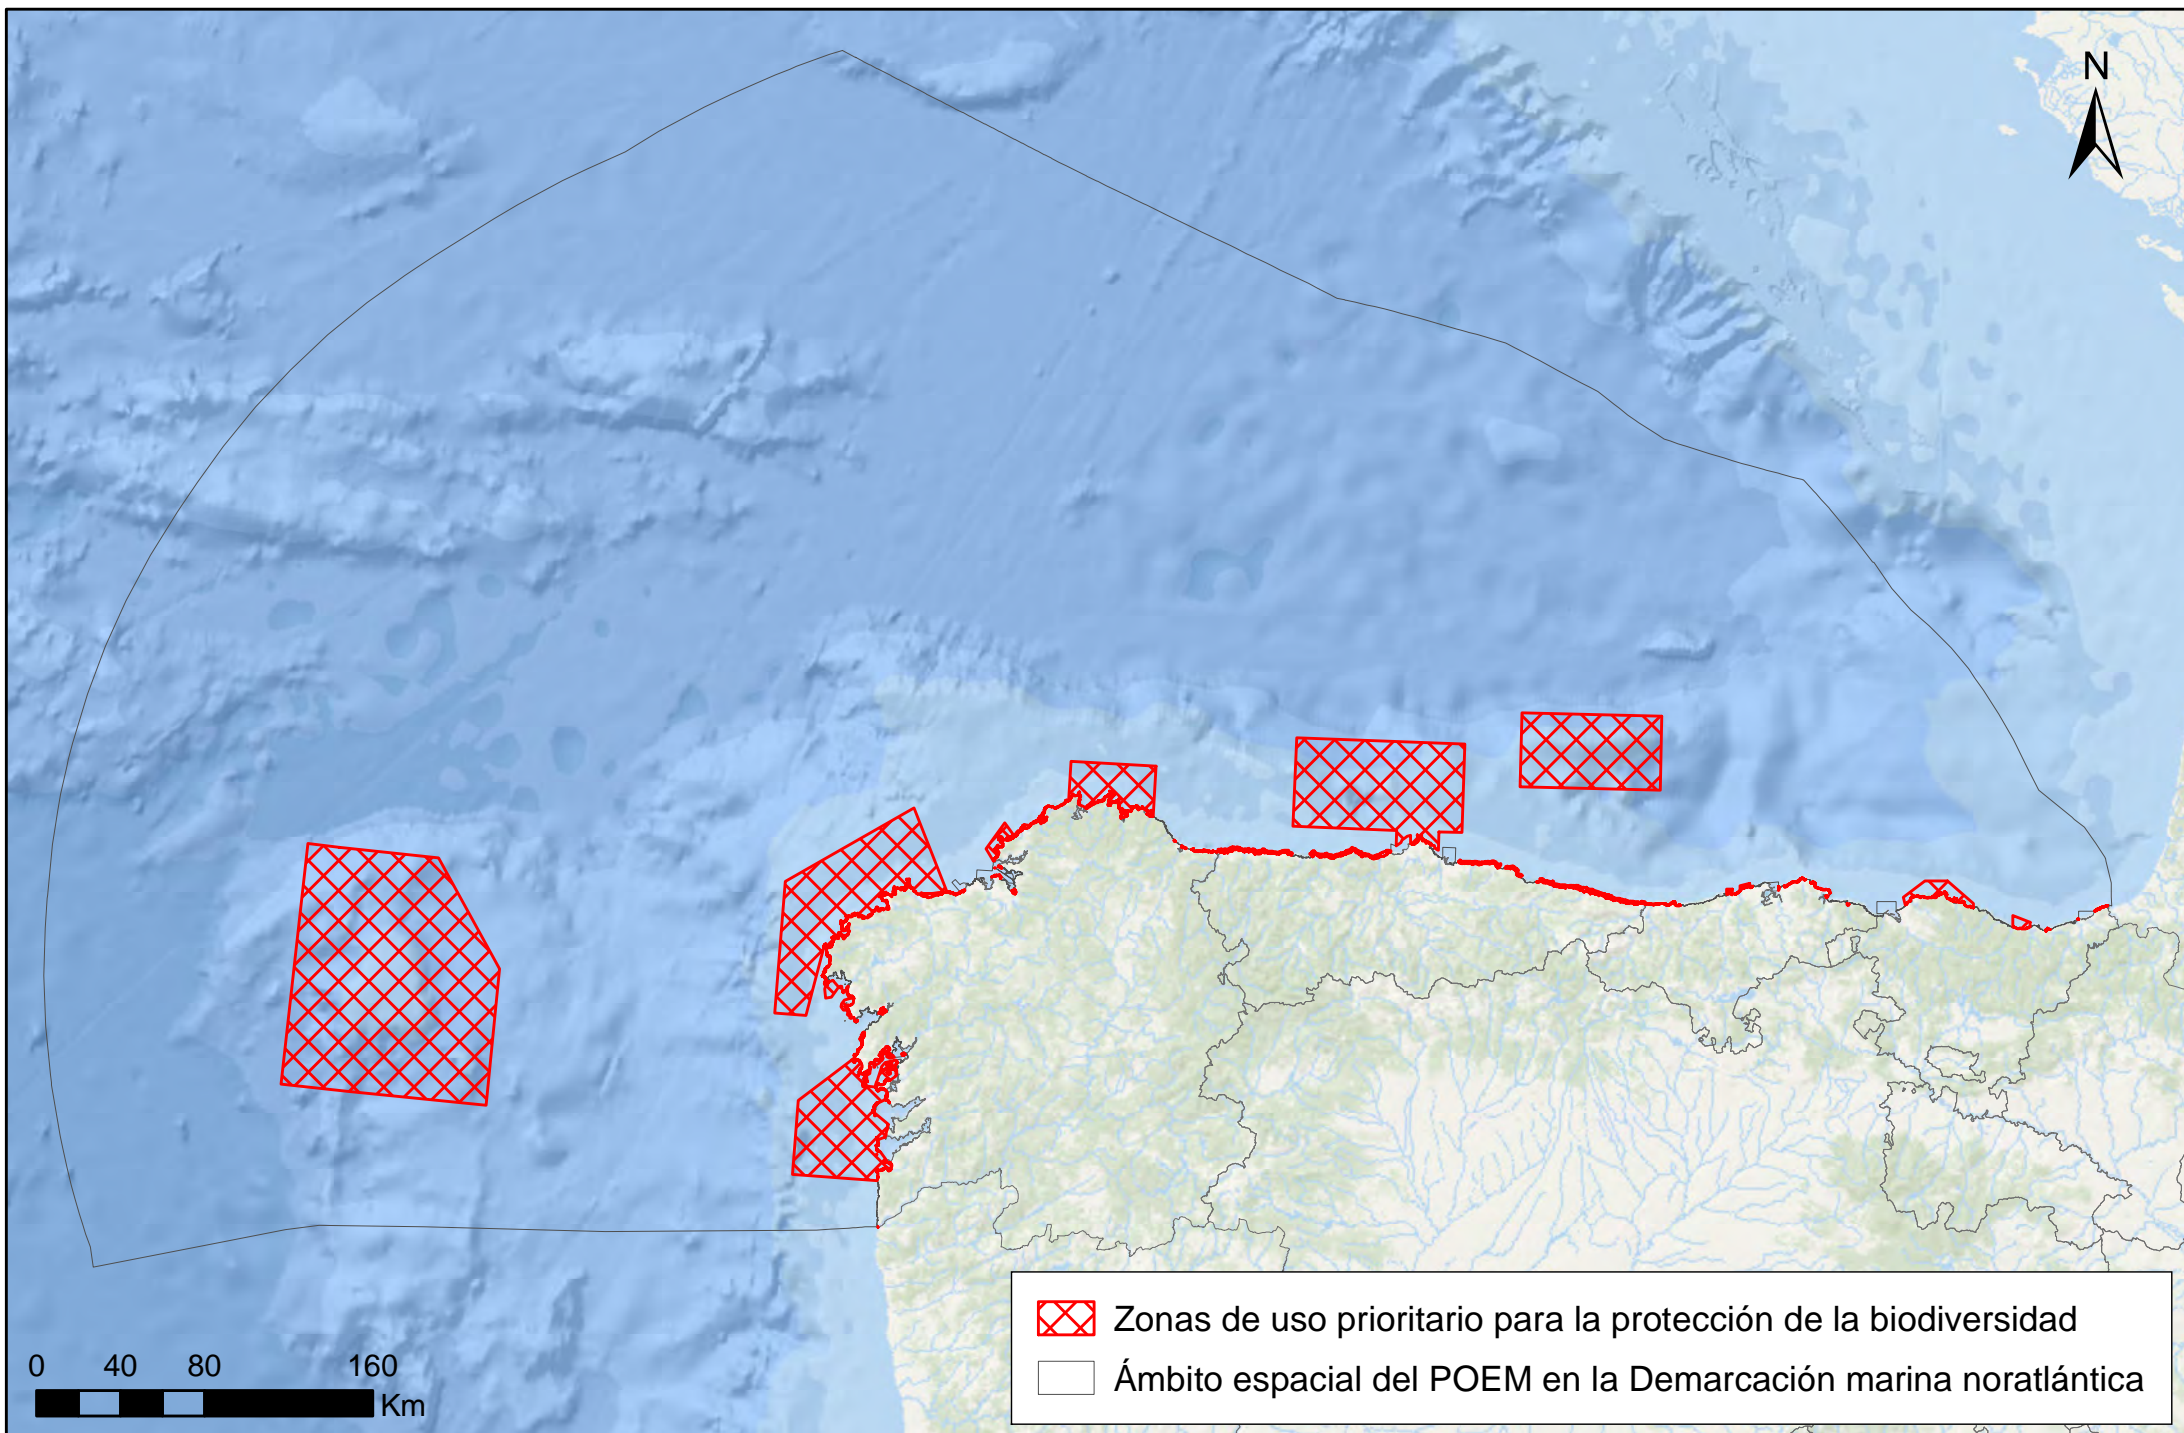 N
Zonas de uso prioritario para la protección de la biodiversidad
Ámbito espacial del POEM en la Demarcación marina noratlántica
0 40 80 160
Km